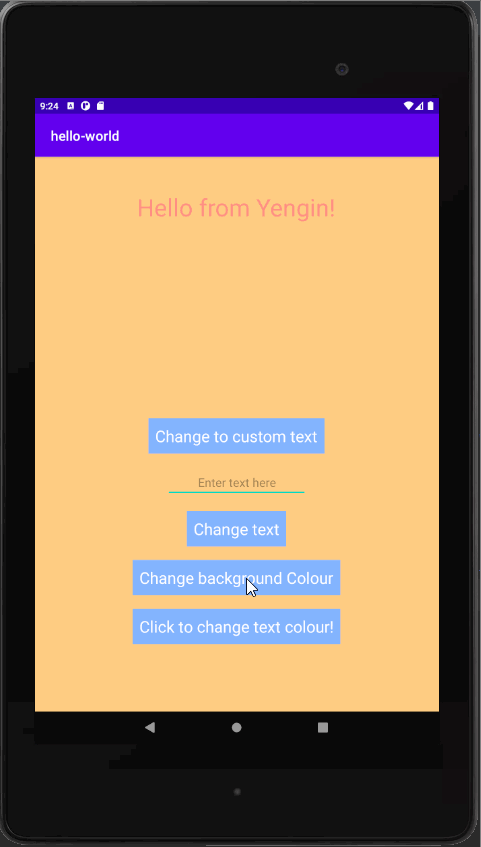 9:24
hello-world
Hello from Yengin!
Change to custom text
Enter text here
Change text
Change background Colour
Click to change text colour!